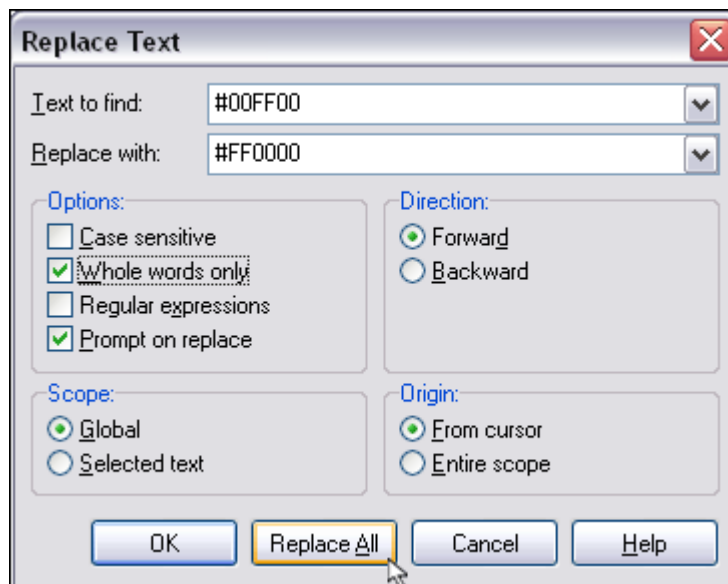 Replace Text
Text to find: #00FF00
Replace with: #FF0000
Options:
Case sensitive
Whole words only
Regular expressions
Prompt on replace
Direction:
Forward
Backward
Scope:
Global
Selected text
Origin:
From cursor
Entire scope
OK Replace All Cancel Help